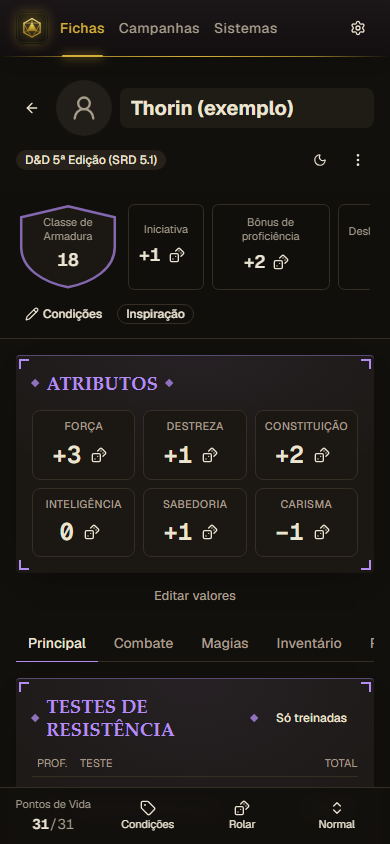 Fichas Campanhas Sistemas
Thorin (exemplo)
D&D 5ª Edição (SRD 5.1)
Classe de
Armadura
18
Iniciativa
+1
Bônus de
proficiência
+2
Condições Inspiração
ATRIBUTOS
FORÇA DESTREZA CONSTITUIÇÃO
+3 +1 +2
INTELIGÊNCIA SABEDORIA CARISMA
0 +1 −1
Editar valores
Principal Combate Magias Inventário
TESTES DE
RESISTÊNCIA
Só treinadas
PROF. TESTE TOTAL
Pontos de Vida
31/31
Condições Rolar Normal